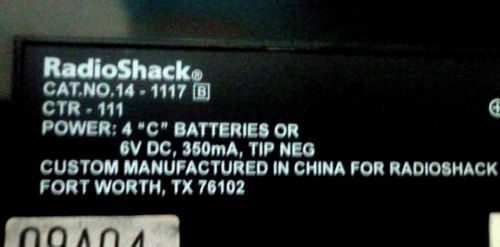 RadioShack®
CAT.NO.14 - 1117 B
CTR - 111
POWER: 4 "C" BATTERIES OR
6V DC, 350mA, TIP NEG
CUSTOM MANUFACTURED IN CHINA FOR RADIOSHACK
FORT WORTH, TX 76102
09A04